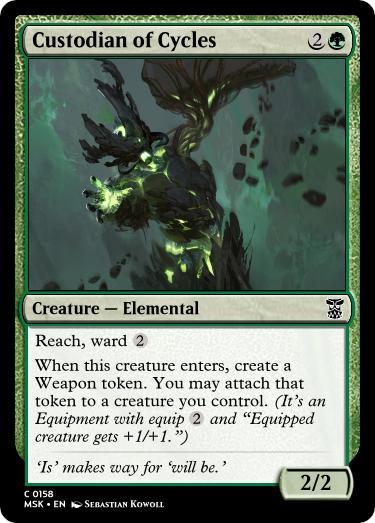 Custodian of Cycles 2
Creature — Elemental
Reach, ward 2
When this creature enters, create a
Weapon token. You may attach that
token to a creature you control. (It's an
Equipment with equip 2 and “Equipped
creature gets +1/+1.”)
‘Is’ makes way for ‘will be.’
2/2
C 0158
MSK • EN Sebastian Kowoll